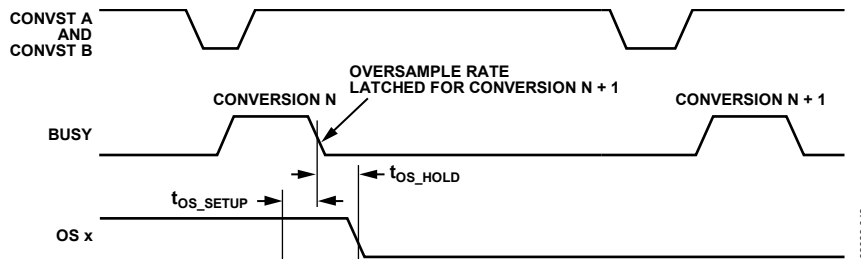 CONVST A
AND
CONVST B
OVERSAMPLE RATE
LATCHED FOR CONVERSION N + 1
CONVERSION N
CONVERSION N + 1
BUSY
tOS_HOLD
tOS_SETUP
OS x